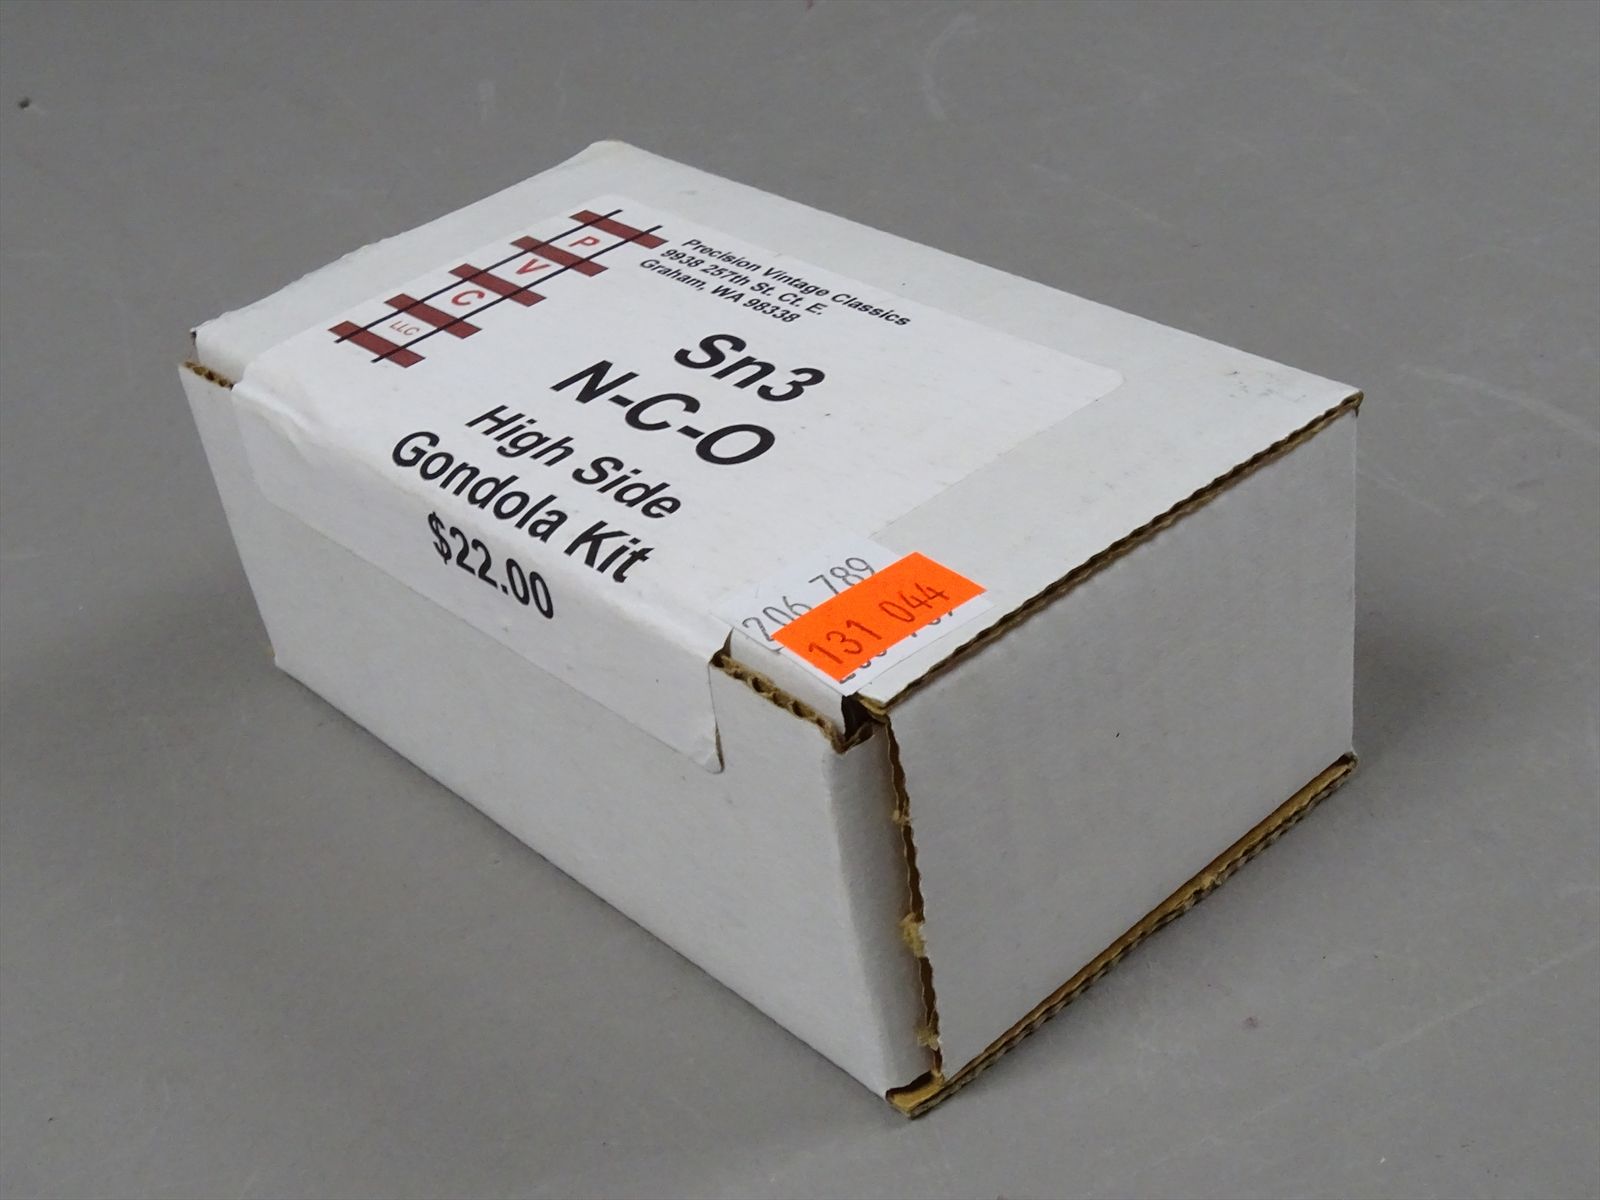 P
V
C
LLC
Precision Vintage Classics
9938 257th St. Ct. E.
Graham, WA 98338
Sn3
N-C-O
High Side
Gondola Kit
$22.00
206 789
131 044